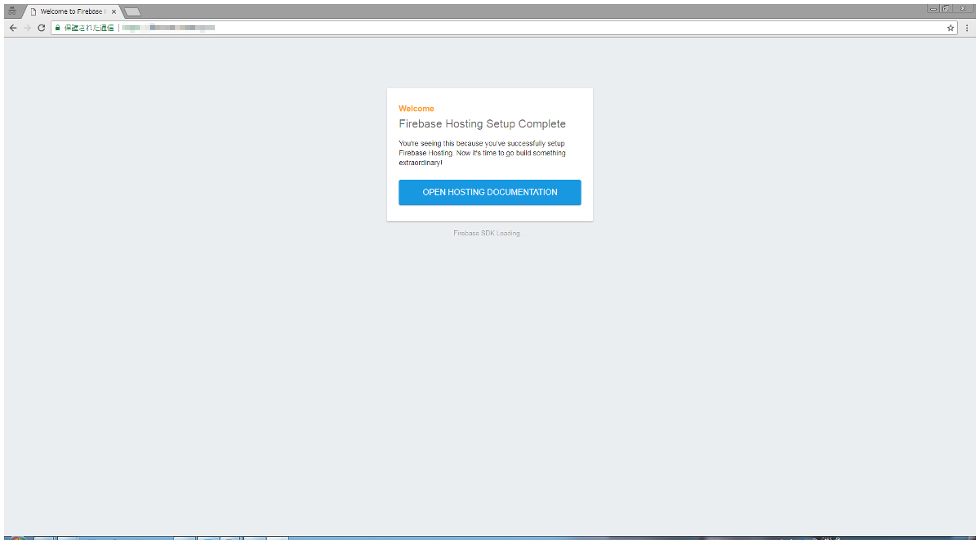 Welcome to Firebase
保護された通信
Welcome
Firebase Hosting Setup Complete
You're seeing this because you've successfully setup
Firebase Hosting. Now it's time to go build something
extraordinary!
OPEN HOSTING DOCUMENTATION
Firebase SDK Loading